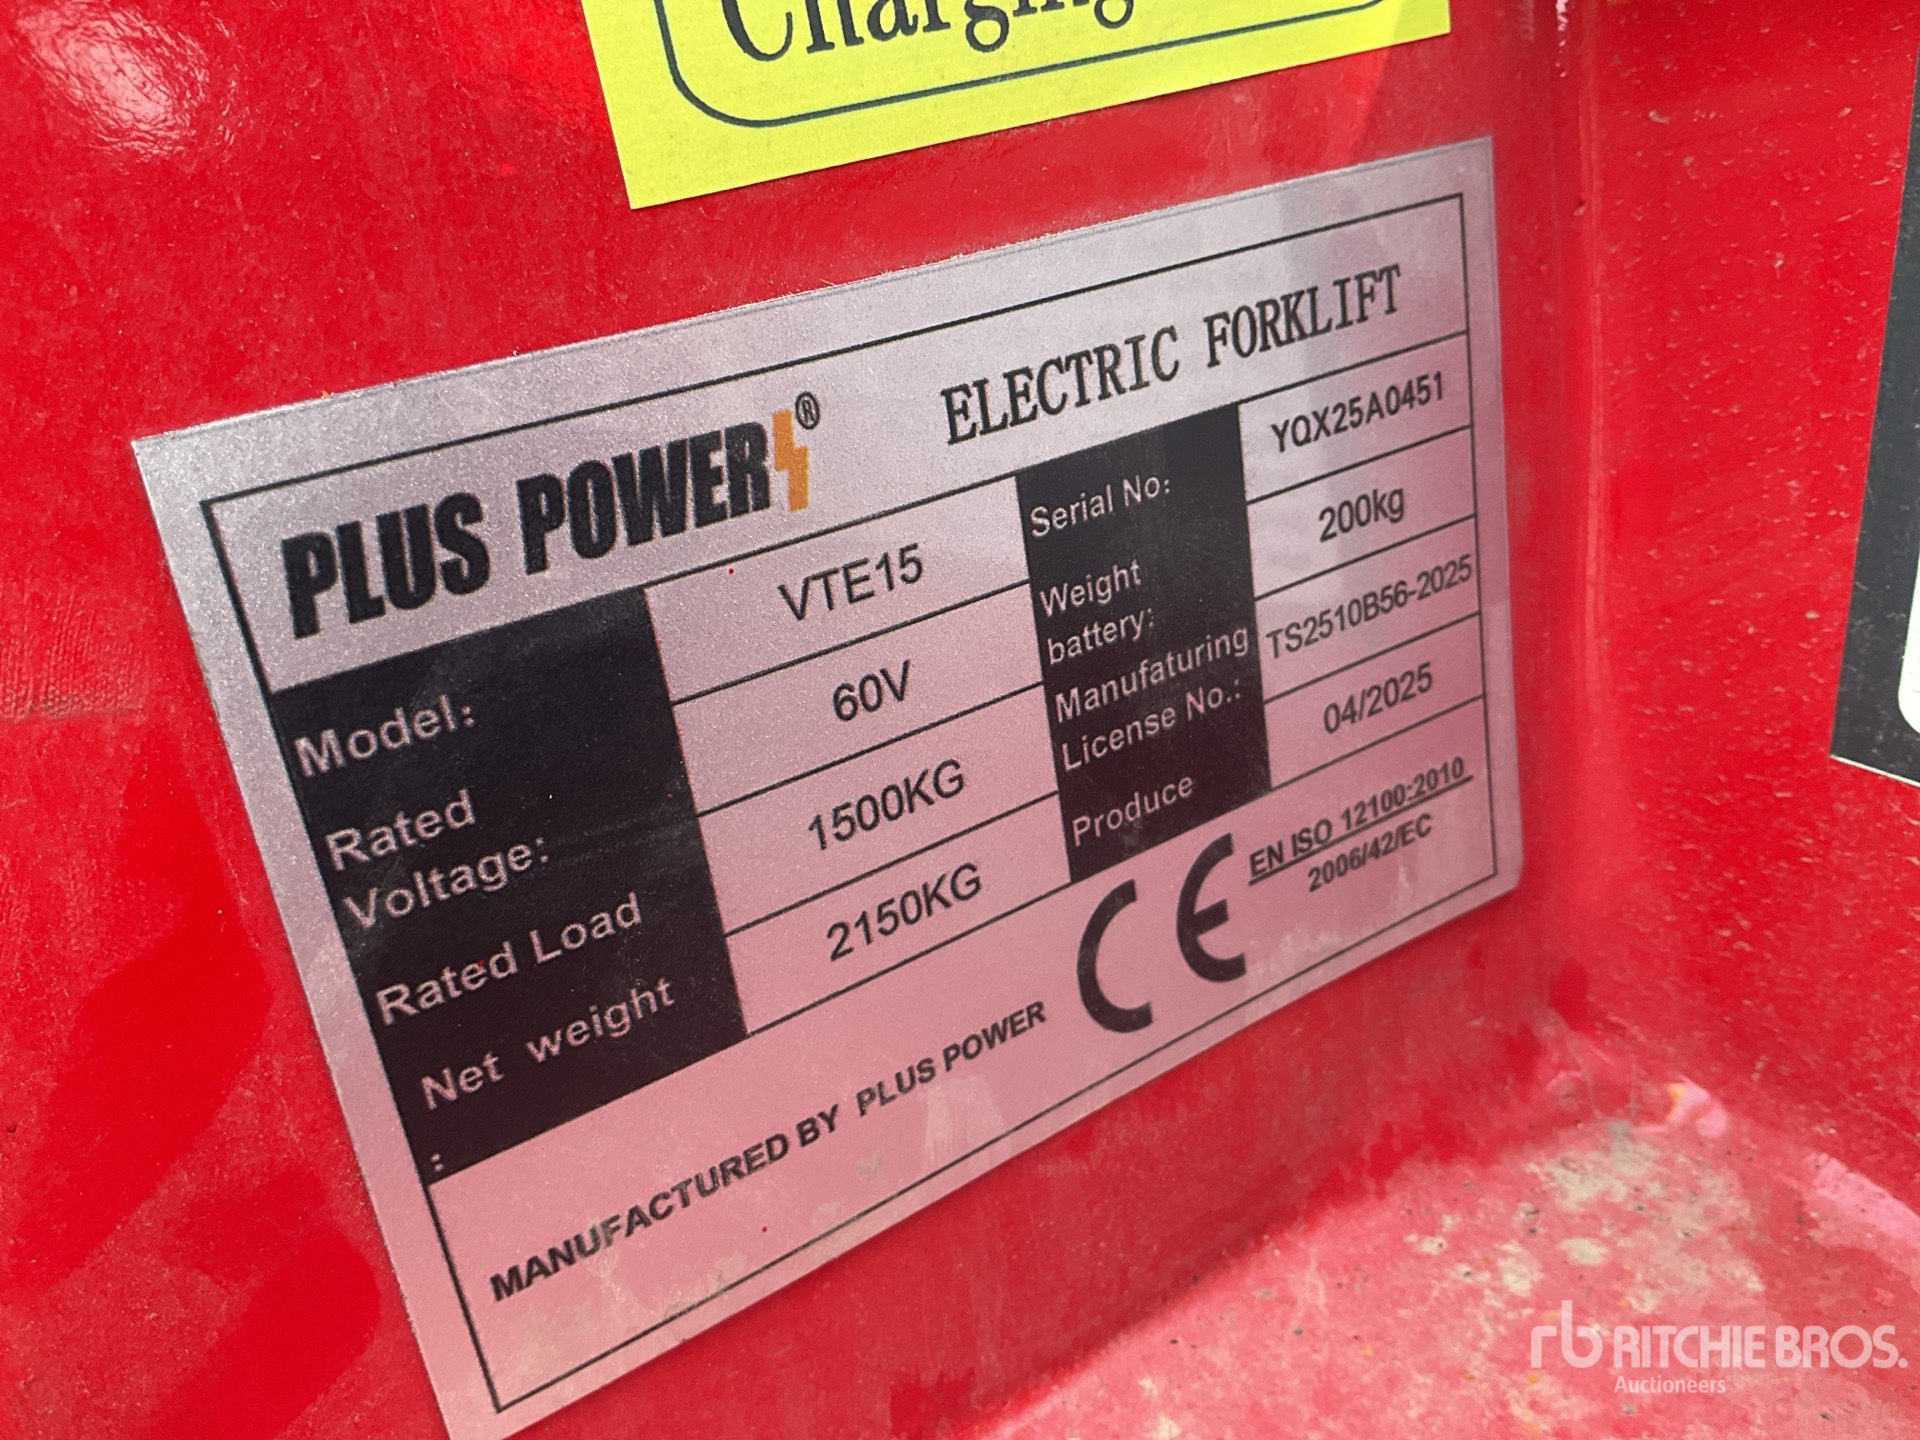 Charging
PLUS POWER® ELECTRIC FORKLIFT
Model: VTE15 Serial No: YQX25A0451
Rated Voltage: 60V Weight battery: 200kg
Rated Load 1500KG Manufaturing License No.: TS2510B56-2025
Net weight : 2150KG Produce 04/2025
MANUFACTURED BY PLUS POWER CE EN ISO 12100:2010
2006/42/EC
rb RITCHIE BROS.
Auctioneers